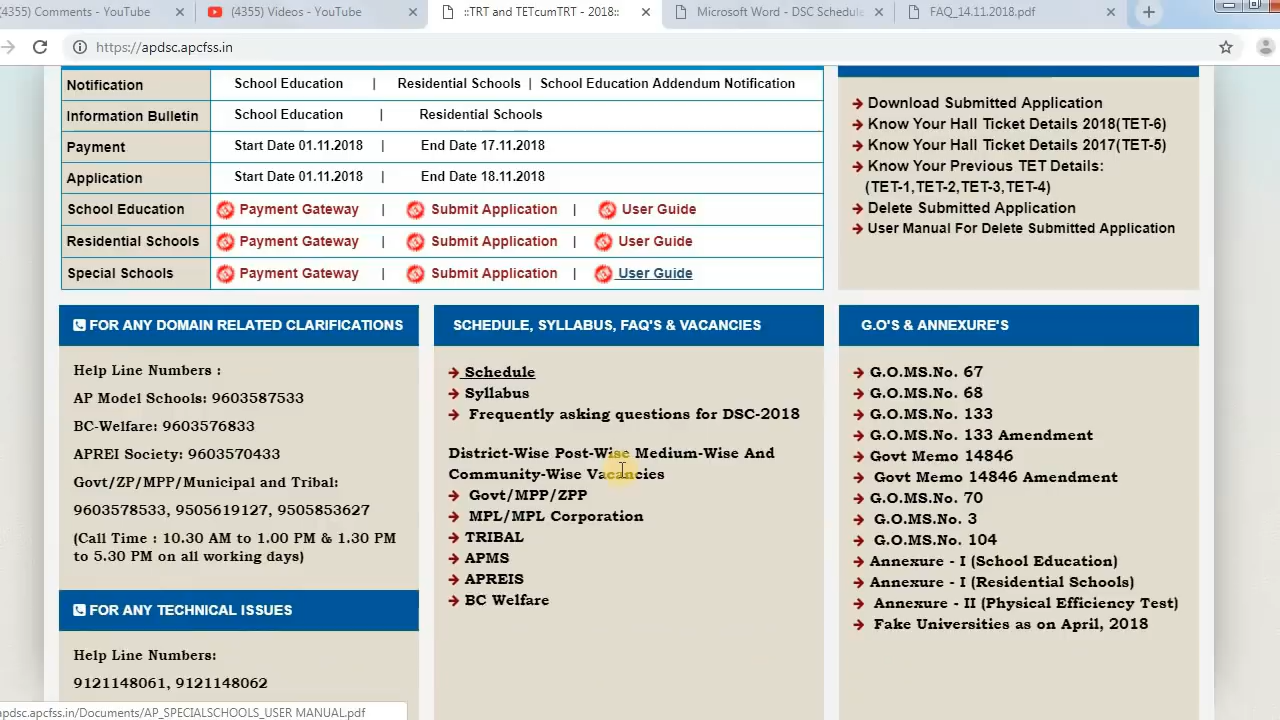 (4355) Comments - YouTube
(4355) Videos - YouTube
::TRT and TETcumTRT - 2018::
Microsoft Word - DSC Schedule
FAQ_14.11.2018.pdf
https://apdsc.apcfss.in
Notification School Education | Residential Schools | School Education Addendum Notification
Information Bulletin School Education | Residential Schools
Payment Start Date 01.11.2018 | End Date 17.11.2018
Application Start Date 01.11.2018 | End Date 18.11.2018
School Education Payment Gateway | Submit Application | User Guide
Residential Schools Payment Gateway | Submit Application | User Guide
Special Schools Payment Gateway | Submit Application | User Guide
Download Submitted Application
Know Your Hall Ticket Details 2018(TET-6)
Know Your Hall Ticket Details 2017(TET-5)
Know Your Previous TET Details:
(TET-1,TET-2,TET-3,TET-4)
Delete Submitted Application
User Manual For Delete Submitted Application
FOR ANY DOMAIN RELATED CLARIFICATIONS
Help Line Numbers :
AP Model Schools: 9603587533
BC-Welfare: 9603576833
APREI Society: 9603570433
Govt/ZP/MPP/Municipal and Tribal:
9603578533, 9505619127, 9505853627
(Call Time : 10.30 AM to 1.00 PM & 1.30 PM
to 5.30 PM on all working days)
FOR ANY TECHNICAL ISSUES
Help Line Numbers:
9121148061, 9121148062
SCHEDULE, SYLLABUS, FAQ'S & VACANCIES
Schedule
Syllabus
Frequently asking questions for DSC-2018
District-Wise Post-Wise Medium-Wise And
Community-Wise Vacancies
Govt/MPP/ZPP
MPL/MPL Corporation
TRIBAL
APMS
APREIS
BC Welfare
G.O'S & ANNEXURE'S
G.O.MS.No. 67
G.O.MS.No. 68
G.O.MS.No. 133
G.O.MS.No. 133 Amendment
Govt Memo 14846
Govt Memo 14846 Amendment
G.O.MS.No. 70
G.O.MS.No. 3
G.O.MS.No. 104
Annexure - I (School Education)
Annexure - I (Residential Schools)
Annexure - II (Physical Efficiency Test)
Fake Universities as on April, 2018
apdsc.apcfss.in/Documents/AP_SPECIALSCHOOLS_USER MANUAL.pdf